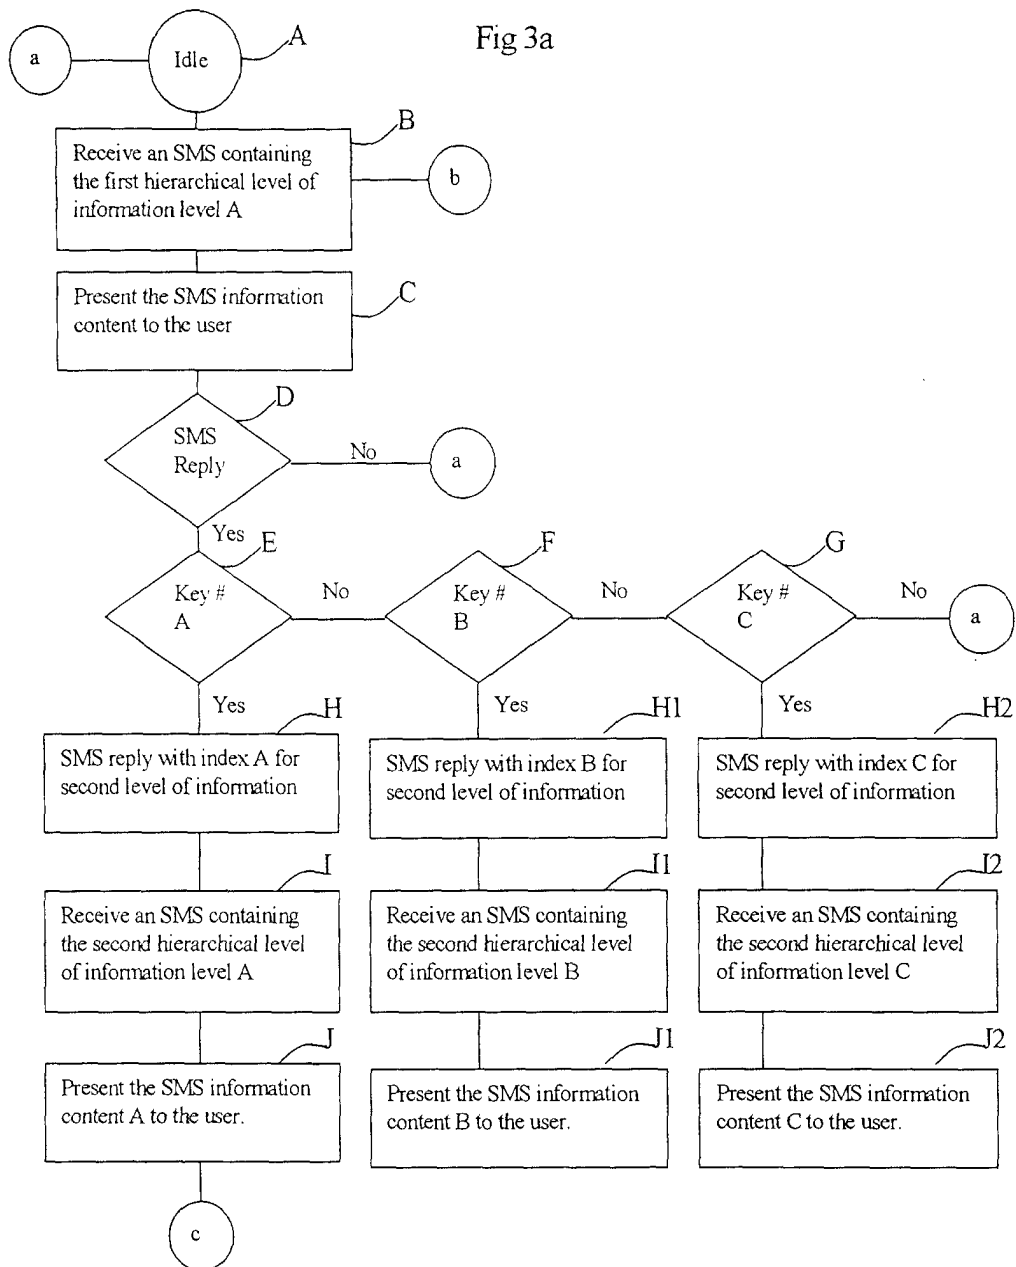 Fig 3a
a
Idle
A
B
Receive an SMS containing
the first hierarchical level of
information level A
b
C
Present the SMS information
content to the user
D
SMS
Reply
No
a
Yes
E
Key #
A
No
F
Key #
B
No
G
Key #
C
No
a
Yes
H
Yes
H1
Yes
H2
SMS reply with index A for
second level of information
SMS reply with index B for
second level of information
SMS reply with index C for
second level of information
I
I1
I2
Receive an SMS containing
the second hierarchical level
of information level A
Receive an SMS containing
the second hierarchical level
of information level B
Receive an SMS containing
the second hierarchical level
of information level C
J
J1
J2
Present the SMS information
content A to the user.
Present the SMS information
content B to the user.
Present the SMS information
content C to the user.
c